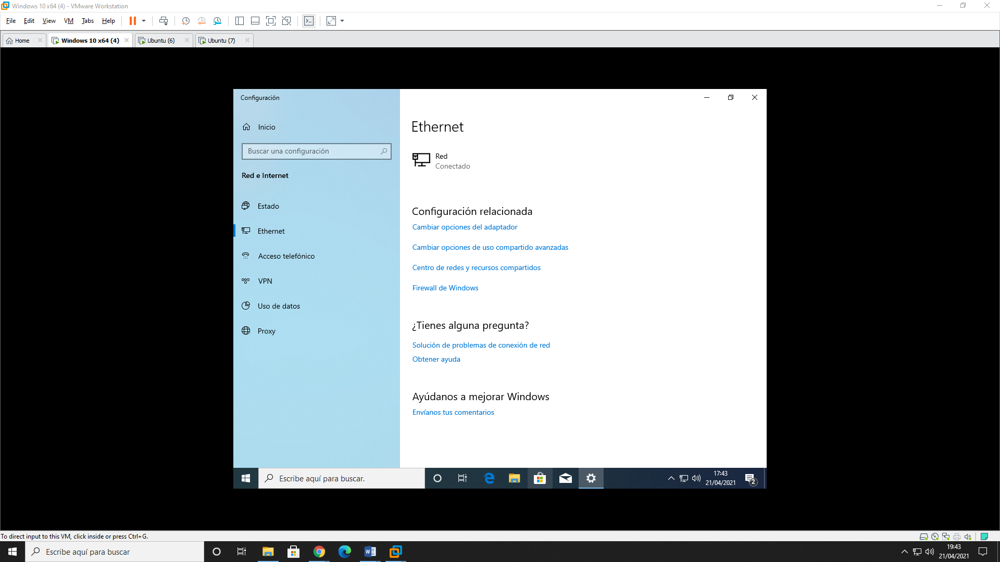 Windows 10 x64 (4) - VMware Workstation
File Edit View VM Tabs Help
Home Windows 10 x64 (4) Ubuntu (6) Ubuntu (7)
Configuración
Inicio
Buscar una configuración
Red e Internet
Estado
Ethernet
Acceso telefónico
VPN
Uso de datos
Proxy
Ethernet
Red
Conectado
Configuración relacionada
Cambiar opciones del adaptador
Cambiar opciones de uso compartido avanzadas
Centro de redes y recursos compartidos
Firewall de Windows
¿Tienes alguna pregunta?
Solución de problemas de conexión de red
Obtener ayuda
Ayúdanos a mejorar Windows
Envíanos tus comentarios
Escribe aquí para buscar.
17:43
21/04/2021
2
To direct input to this VM, click inside or press Ctrl+G.
Escribe aquí para buscar
W
19:43
21/04/2021